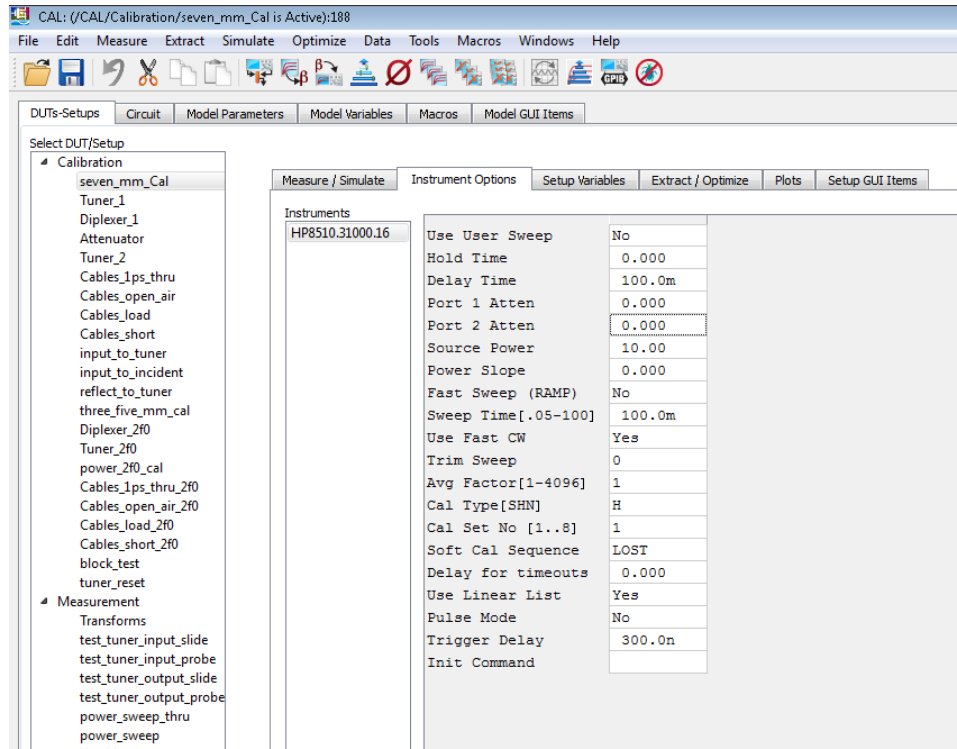 CAL: (/CAL/Calibration/seven_mm_Cal is Active):188
File Edit Measure Extract Simulate Optimize Data Tools Macros Windows Help
β
β
GPIB
DUTs-Setups Circuit Model Parameters Model Variables Macros Model GUI Items
Select DUT/Setup
Calibration
seven_mm_Cal
Tuner_1
Diplexer_1
Attenuator
Tuner_2
Cables_1ps_thru
Cables_open_air
Cables_load
Cables_short
input_to_tuner
input_to_incident
reflect_to_tuner
three_five_mm_cal
Diplexer_2f0
Tuner_2f0
power_2f0_cal
Cables_1ps_thru_2f0
Cables_open_air_2f0
Cables_load_2f0
Cables_short_2f0
block_test
tuner_reset
Measurement
Transforms
test_tuner_input_slide
test_tuner_input_probe
test_tuner_output_slide
test_tuner_output_probe
power_sweep_thru
power_sweep
Measure / Simulate Instrument Options Setup Variables Extract / Optimize Plots Setup GUI Items
Instruments
HP8510.31000.16
Use User Sweep No
Hold Time 0.000
Delay Time 100.0m
Port 1 Atten 0.000
Port 2 Atten 0.000
Source Power 10.00
Power Slope 0.000
Fast Sweep (RAMP) No
Sweep Time[.05-100] 100.0m
Use Fast CW Yes
Trim Sweep 0
Avg Factor[1-4096] 1
Cal Type[SHN] H
Cal Set No [1..8] 1
Soft Cal Sequence LOST
Delay for timeouts 0.000
Use Linear List Yes
Pulse Mode No
Trigger Delay 300.0n
Init Command